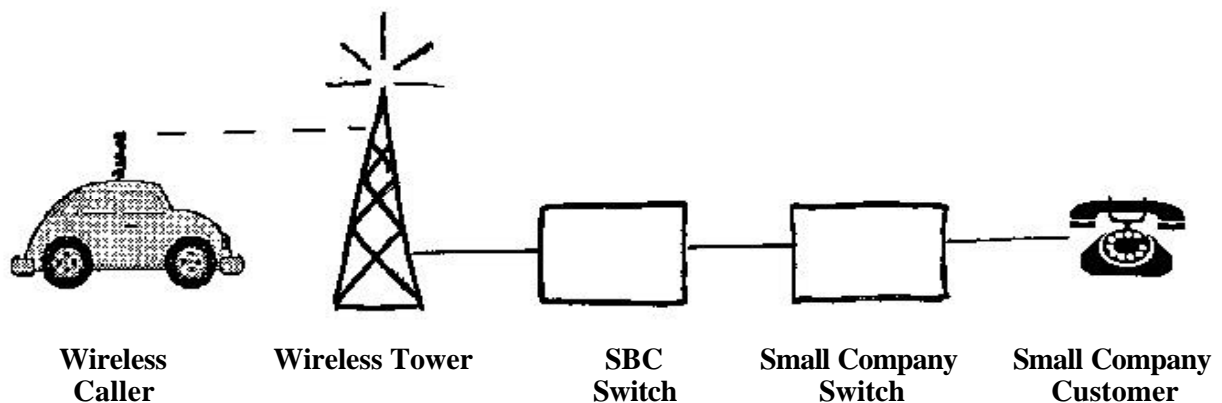 Wireless Caller
Wireless Tower
SBC Switch
Small Company Switch
Small Company Customer